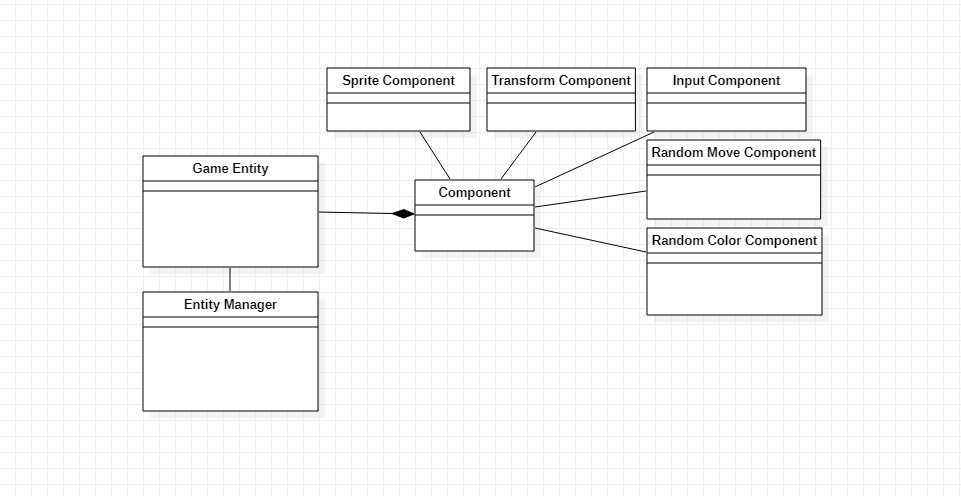 Sprite Component
Transform Component
Input Component
Random Move Component
Game Entity
Component
Random Color Component
Entity Manager